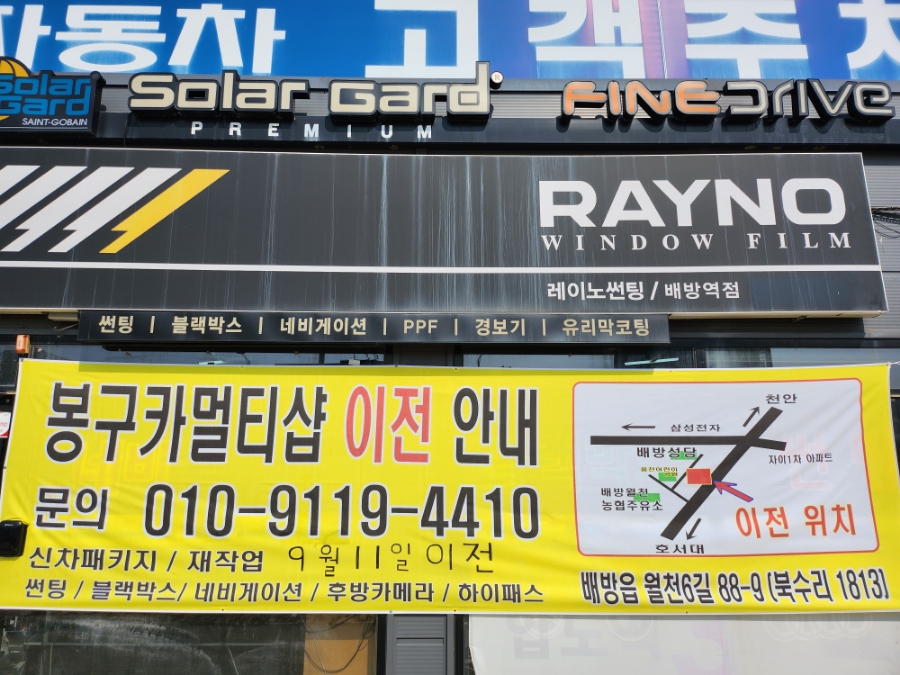 자동차 고객주차
Solar Gard
SAINT-GOBAIN
Solar Gard®
PREMIUM
FINEDRIVE
RAYNO
WINDOW FILM
레이노썬팅 / 배방역점
썬팅 | 블랙박스 | 네비게이션 | PPF | 경보기 | 유리막코팅
봉구카멀티샵 이전 안내
문의 010-9119-4410
신차패키지 / 재작업 9월 11일 이전
썬팅 / 블랙박스/ 네비게이션 / 후방카메라 / 하이패스
천안
삼성전자
배방성당
자이1차 아파트
배방월천
농협주유소
이전 위치
호서대
배방읍 월천6길 88-9 (북수리 1813)